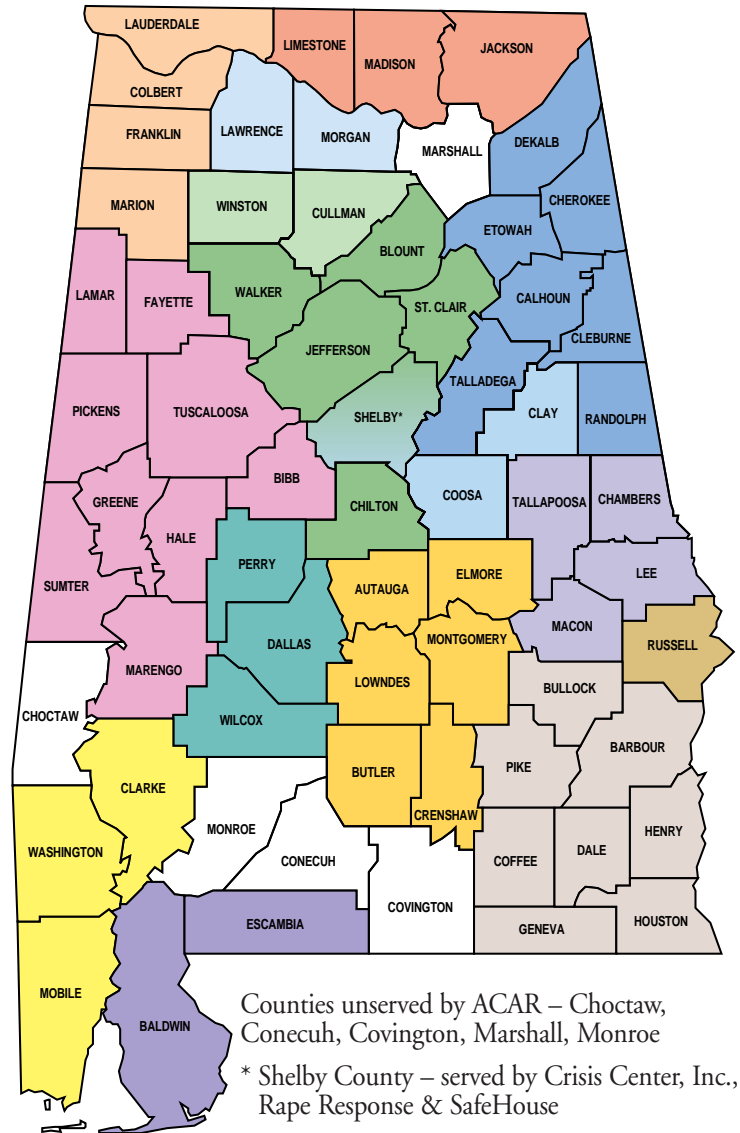 LAUDERDALE
LIMESTONE
MADISON
JACKSON
COLBERT
FRANKLIN
LAWRENCE
MORGAN
MARSHALL
DEKALB
MARION
WINSTON
CULLMAN
CHEROKEE
ETOWAH
BLOUNT
LAMAR
FAYETTE
WALKER
ST. CLAIR
CALHOUN
CLEBURNE
JEFFERSON
TALLADEGA
PICKENS
TUSCALOOSA
SHELBY*
CLAY
RANDOLPH
BIBB
GREENE
HALE
CHILTON
COOSA
TALLAPOOSA
CHAMBERS
SUMTER
PERRY
AUTAUGA
ELMORE
LEE
MACON
RUSSELL
MARENGO
DALLAS
MONTGOMERY
LOWNDES
BULLOCK
CHOCTAW
WILCOX
BARBOUR
CLARKE
BUTLER
PIKE
CRENSHAW
MONROE
WASHINGTON
CONECUH
COFFEE
DALE
HENRY
COVINGTON
ESCAMBIA
GENEVA
HOUSTON
MOBILE
BALDWIN
Counties unserved by ACAR – Choctaw,
Conecuh, Covington, Marshall, Monroe
* Shelby County – served by Crisis Center, Inc.,
Rape Response & SafeHouse